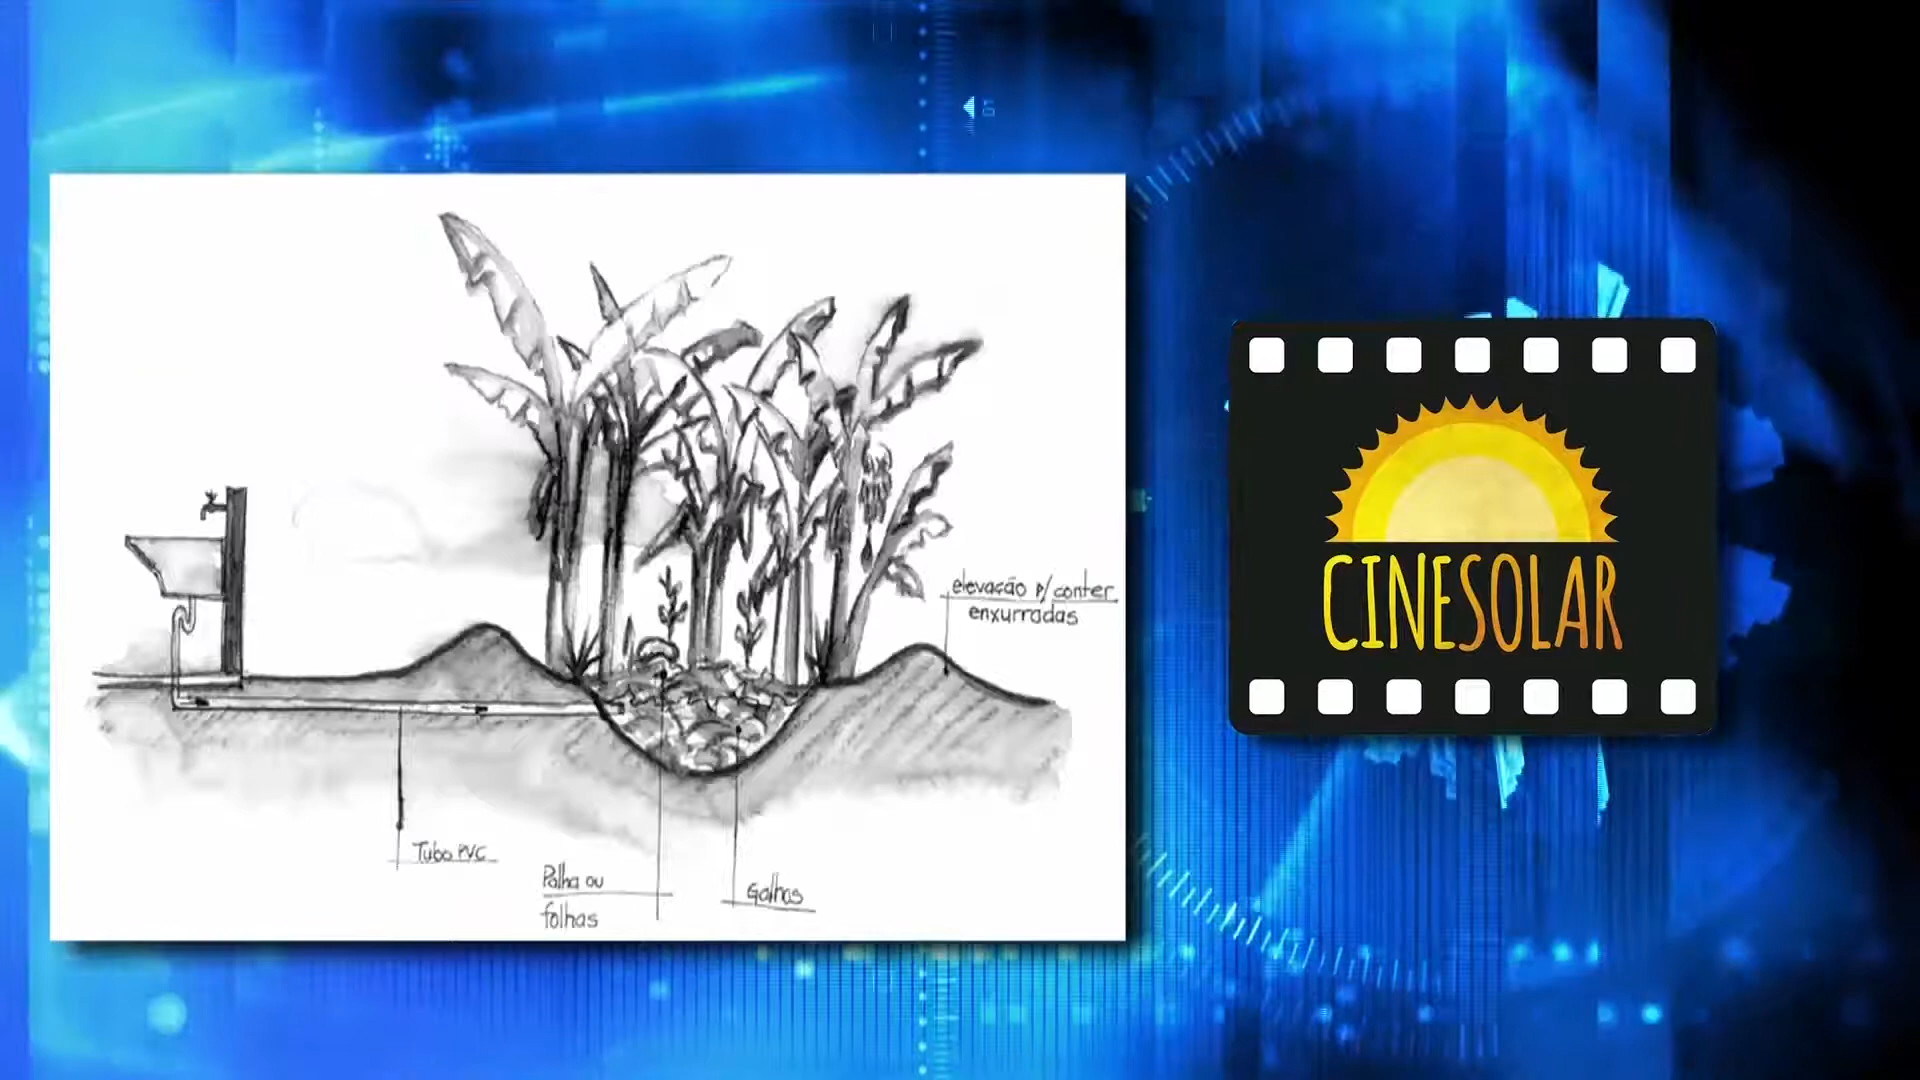 elevação p/ conter
enxurradas
Tubo PVC
Palha ou
folhas
Galhos
CINESOLAR